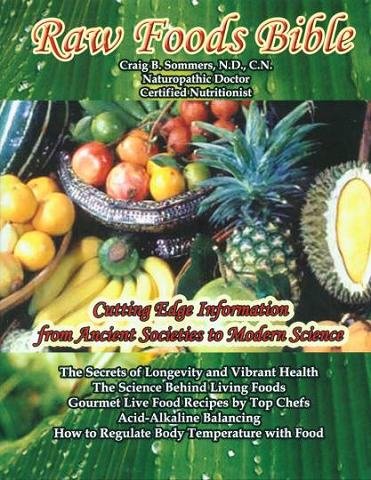 Raw Foods Bible
Craig B. Sommers, N.D., C.N.
Naturopathic Doctor
Certified Nutritionist
Cutting Edge Information
from Ancient Societies to Modern Science
The Secrets of Longevity and Vibrant Health
The Science Behind Living Foods
Gourmet Live Food Recipes by Top Chefs
Acid-Alkaline Balancing
How to Regulate Body Temperature with Food